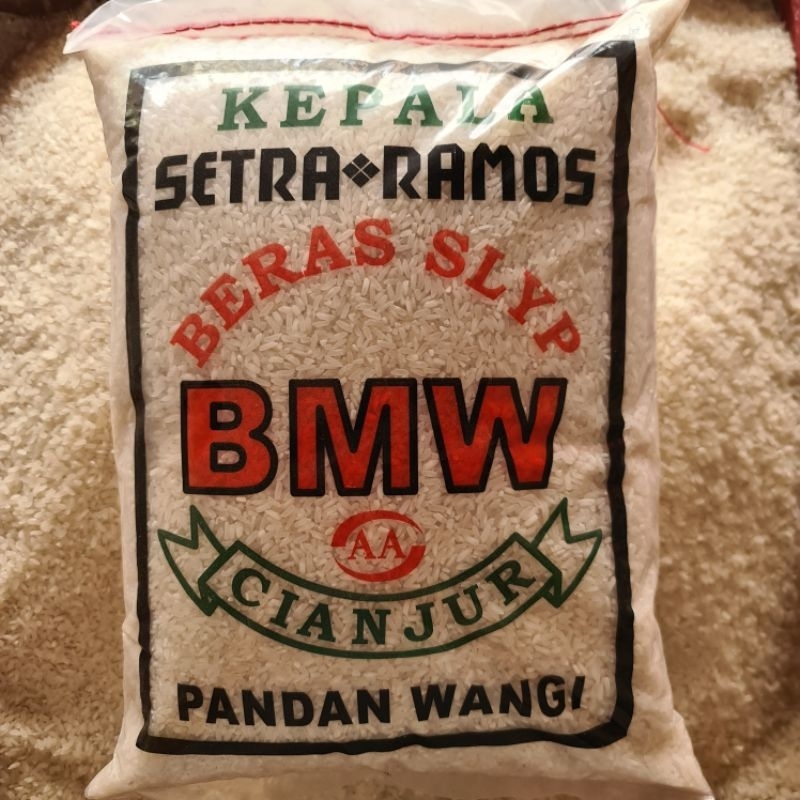 KEPALA
SETRA❖RAMOS
BERAS SLYP
BMW
AA
CIANJUR
PANDAN WANGI